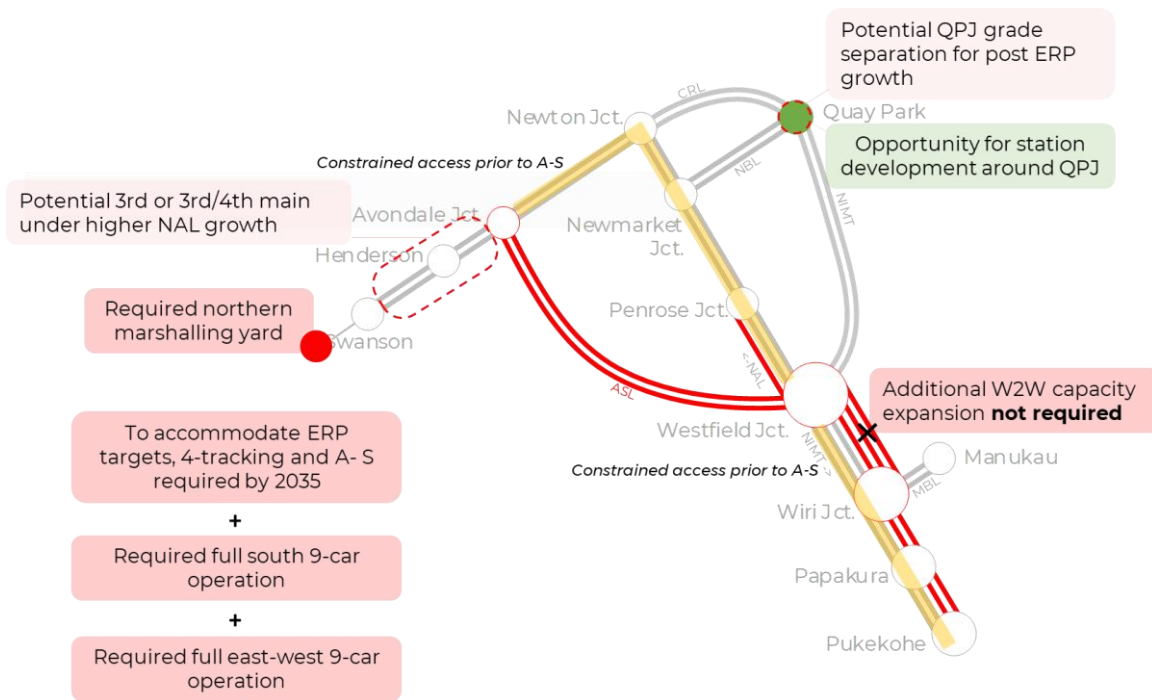 Potential QPJ grade
separation for post ERP
growth
CRL
Quay Park
Newton Jct.
Opportunity for station
development around QPJ
Constrained access prior to A-S
NBL
NIMT
Potential 3rd or 3rd/4th main
under higher NAL growth
Avondale Jct.
Newmarket
Jct.
Henderson
Required northern
marshalling yard
Swanson
Penrose Jct.
<-NAL
ASL
Additional W2W capacity
expansion not required
Westfield Jct.
NIMT ->
Constrained access prior to A-S
Manukau
MBL
Wiri Jct.
Papakura
Pukekohe
To accommodate ERP
targets, 4-tracking and A- S
required by 2035
+
Required full south 9-car
operation
+
Required full east-west 9-car
operation